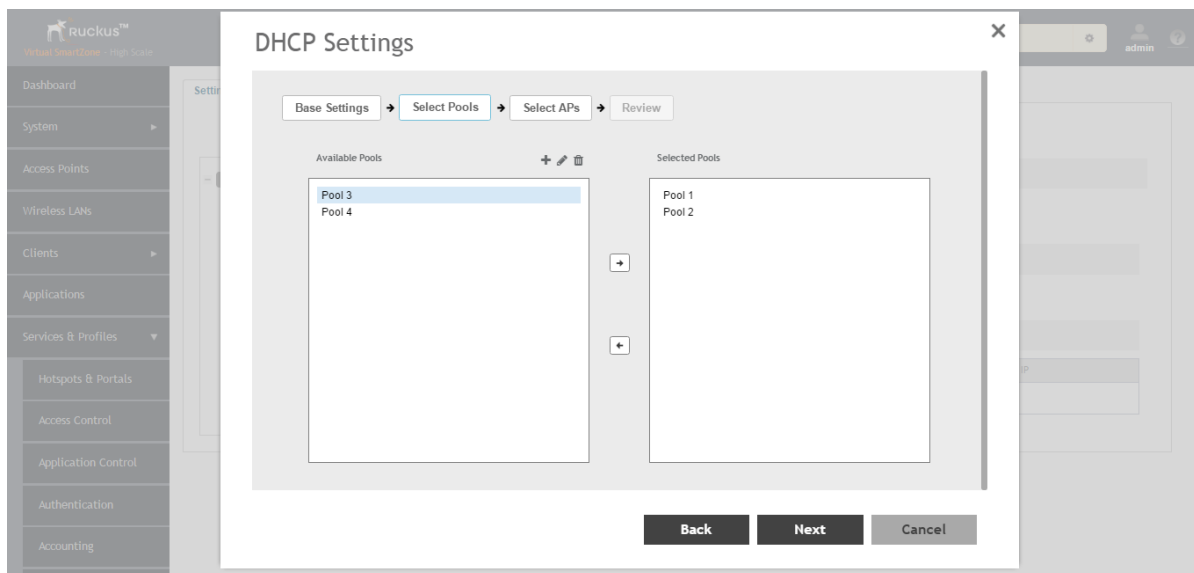 Ruckus™
Virtual SmartZone - High Scale
admin
Dashboard
System
Access Points
Wireless LANs
Clients
Applications
Services & Profiles
Hotspots & Portals
Access Control
Application Control
Authentication
Accounting
DHCP Settings
Base Settings
Select Pools
Select APs
Review
Available Pools
Selected Pools
Pool 3
Pool 4
Pool 1
Pool 2
Back
Next
Cancel